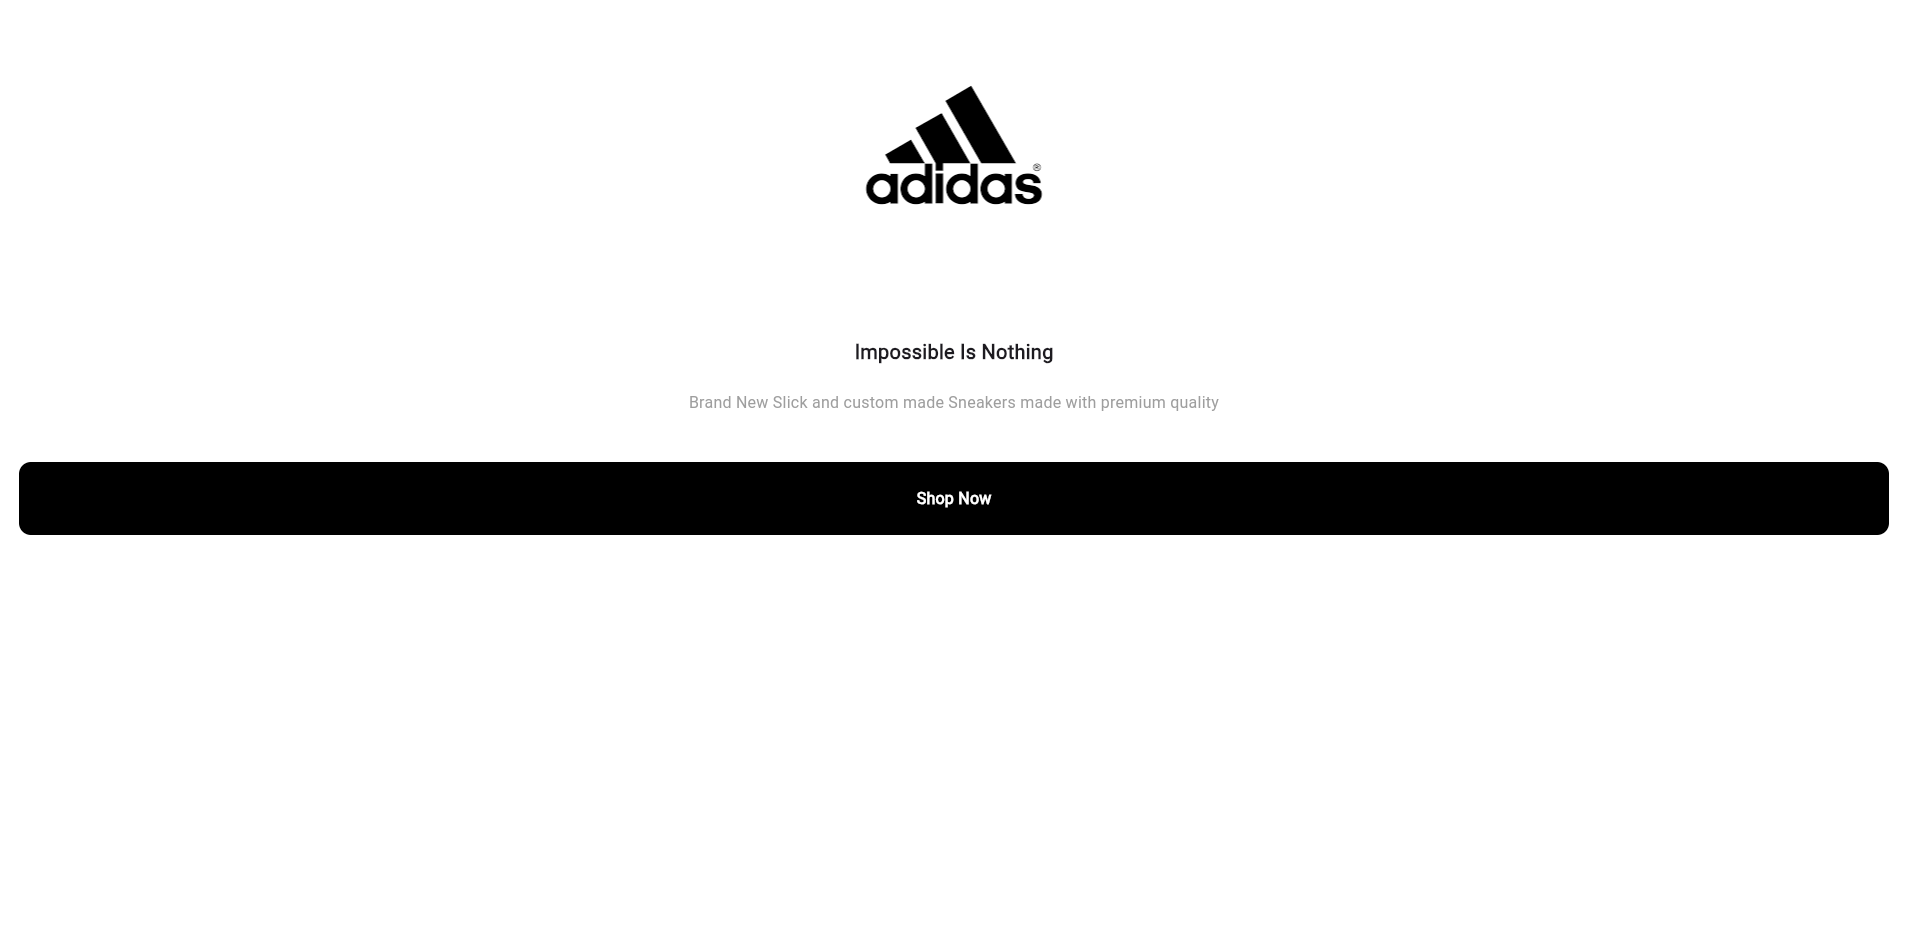 adidas®
Impossible Is Nothing
Brand New Slick and custom made Sneakers made with premium quality
Shop Now